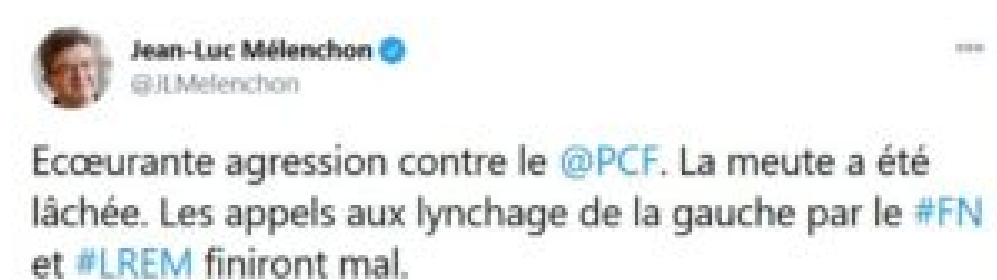 Jean-Luc Mélenchon
@JLMelenchon
Ecœurante agression contre le @PCF. La meute a été
lâchée. Les appels aux lynchage de la gauche par le #FN
et #LREM finiront mal.